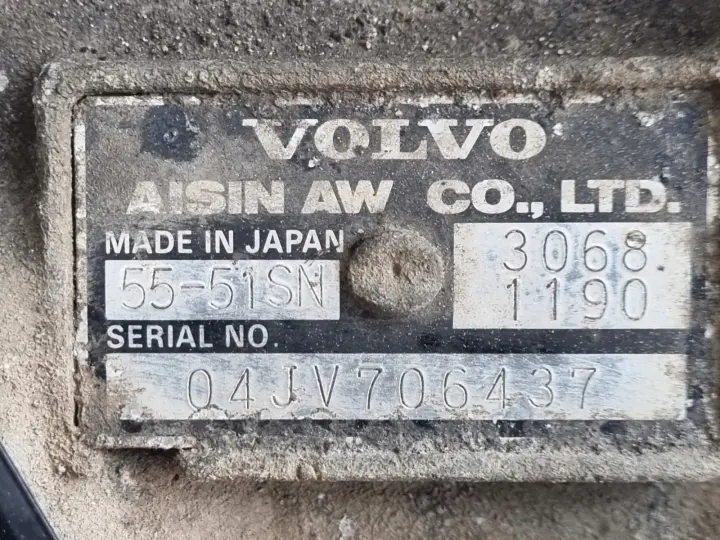 VOLVO
AISIN AW CO., LTD.
MADE IN JAPAN
55-51SN
3068
1190
SERIAL NO.
04JV706437